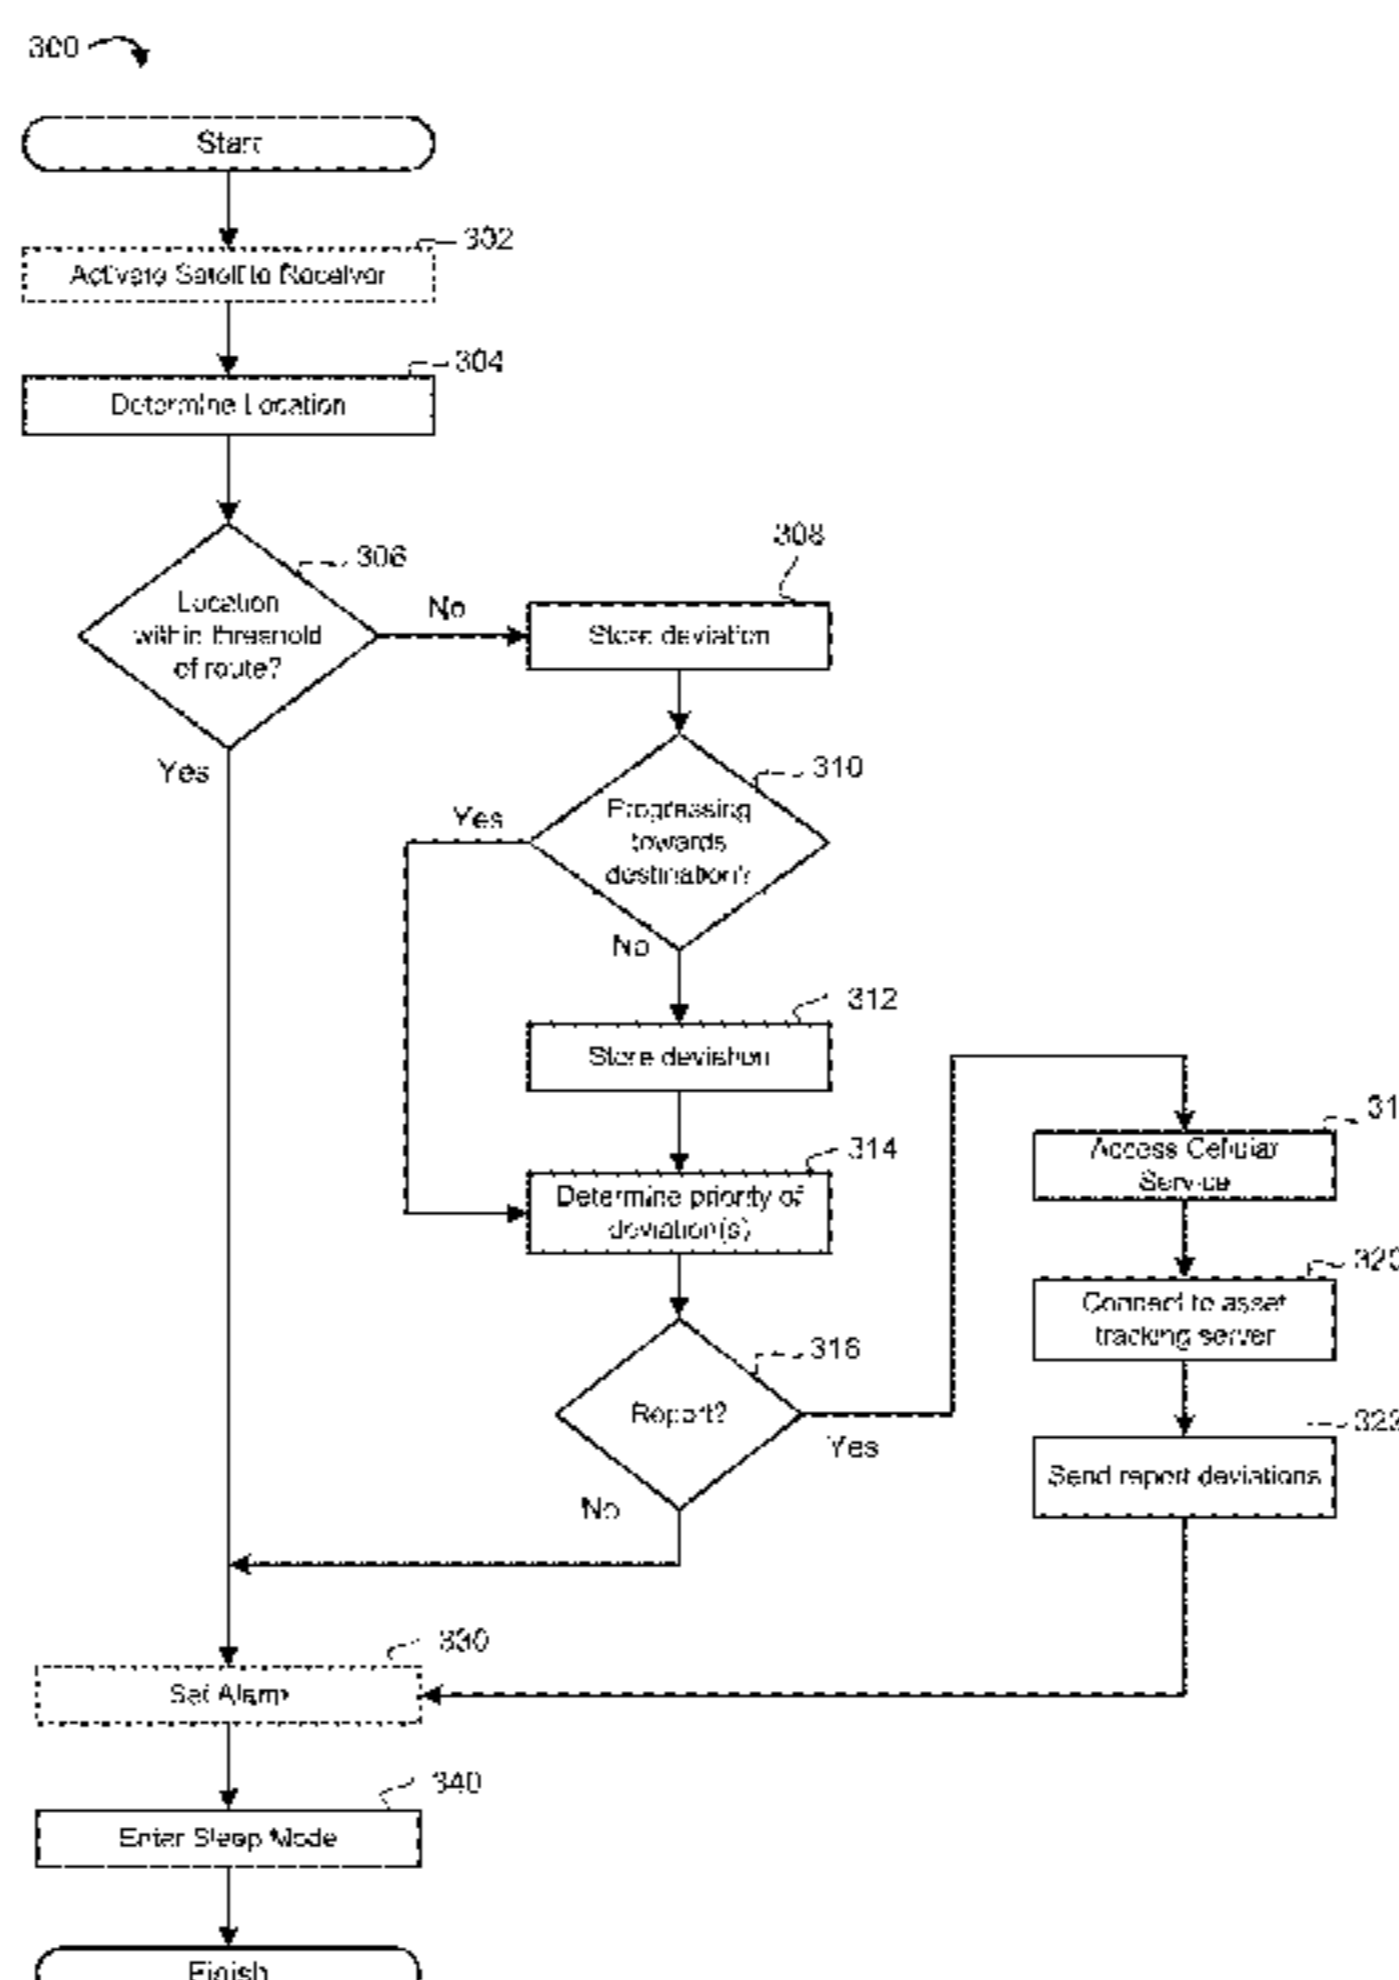 300
Start
302
Activate Satellite Receiver
304
Determine Location
306
Location
within threshold
of route?
No
Yes
308
Store deviation
310
Progressing
towards
destination?
Yes
No
312
Store deviation
314
Determine priority of
deviation(s)
316
Report?
Yes
No
31
Access Cellular
Service
320
Connect to asset
tracking server
322
Send report deviations
330
Set Alarm
340
Enter Sleep Mode
Finish